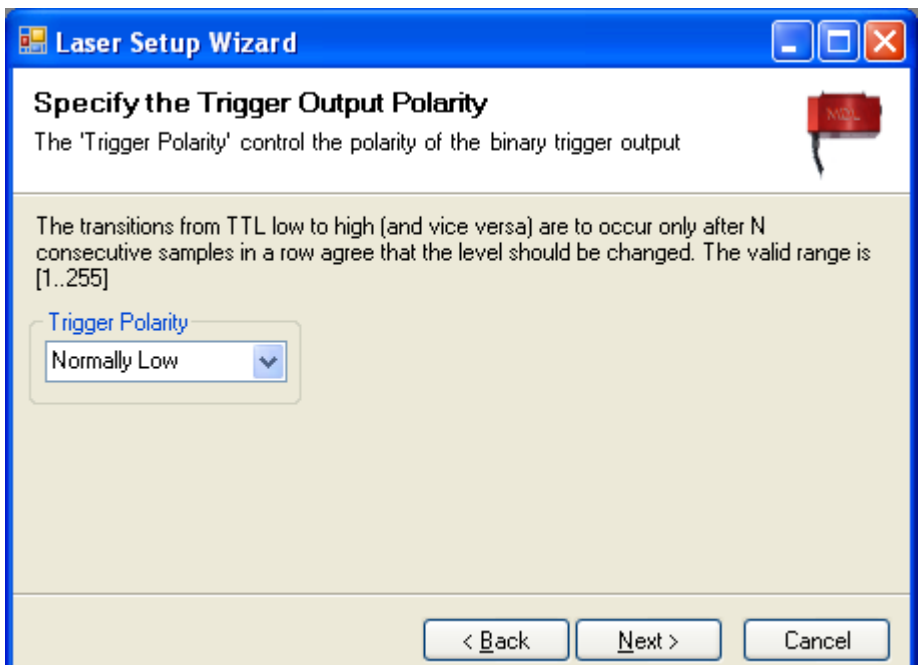 Laser Setup Wizard
Specify the Trigger Output Polarity
The 'Trigger Polarity' control the polarity of the binary trigger output
MDL
The transitions from TTL low to high (and vice versa) are to occur only after N
consecutive samples in a row agree that the level should be changed. The valid range is
[1..255]
Trigger Polarity
Normally Low
< Back
Next >
Cancel